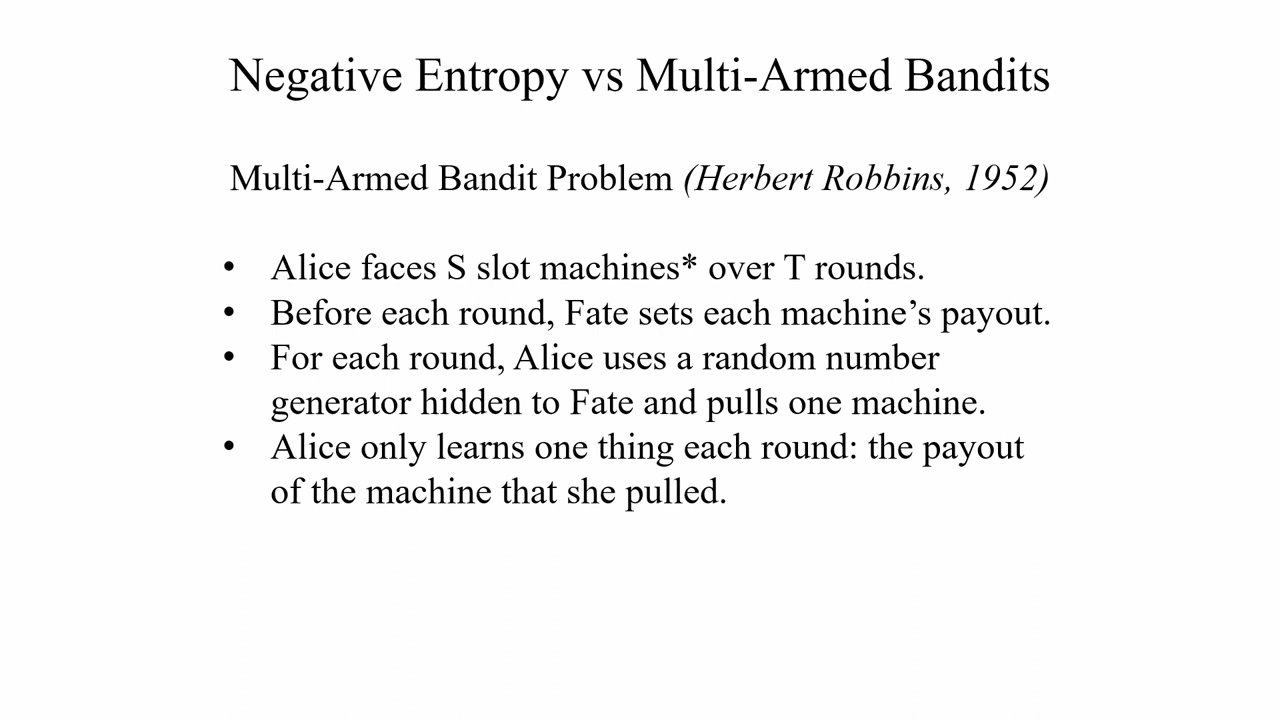 Negative Entropy vs Multi-Armed Bandits
Multi-Armed Bandit Problem (Herbert Robbins, 1952)
• Alice faces S slot machines* over T rounds.
• Before each round, Fate sets each machine’s payout.
• For each round, Alice uses a random number
generator hidden to Fate and pulls one machine.
• Alice only learns one thing each round: the payout
of the machine that she pulled.